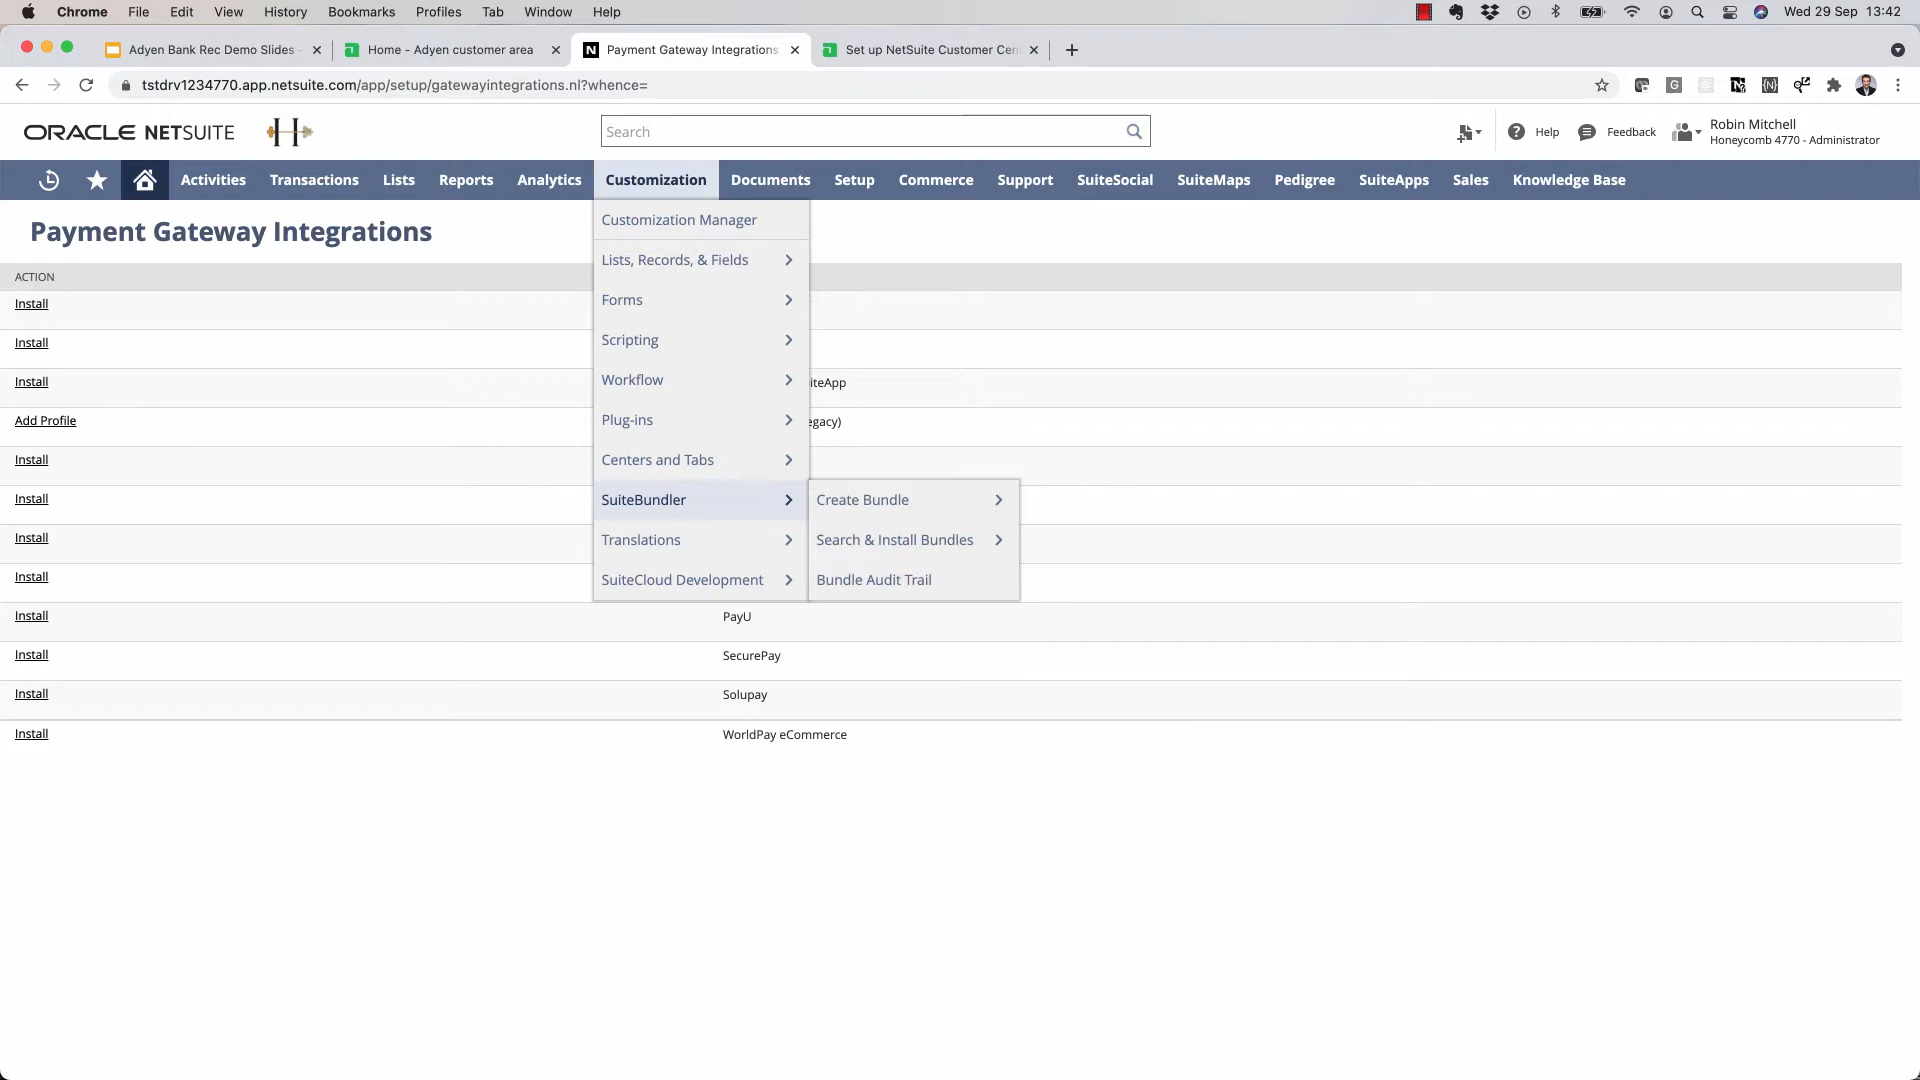 Chrome File Edit View History Bookmarks Profiles Tab Window Help Wed 29 Sep 13:42
Adyen Bank Rec Demo Slides - Home - Adyen customer area Payment Gateway Integrations Set up NetSuite Customer Cen
tstdrv1234770.app.netsuite.com/app/setup/gatewayintegrations.nl?whence=
ORACLE NETSUITE H Search Help Feedback Robin Mitchell
Honeycomb 4770 - Administrator
Activities Transactions Lists Reports Analytics Customization Documents Setup Commerce Support SuiteSocial SuiteMaps Pedigree SuiteApps Sales Knowledge Base
Payment Gateway Integrations
Customization Manager
Lists, Records, & Fields
Forms
Scripting
Workflow
Plug-ins
Centers and Tabs
SuiteBundler
Translations
SuiteCloud Development
Create Bundle
Search & Install Bundles
Bundle Audit Trail
ACTION
Install
Install
Install iteApp
Add Profile egacy)
Install
Install
Install
Install
Install PayU
Install SecurePay
Install Solupay
Install WorldPay eCommerce